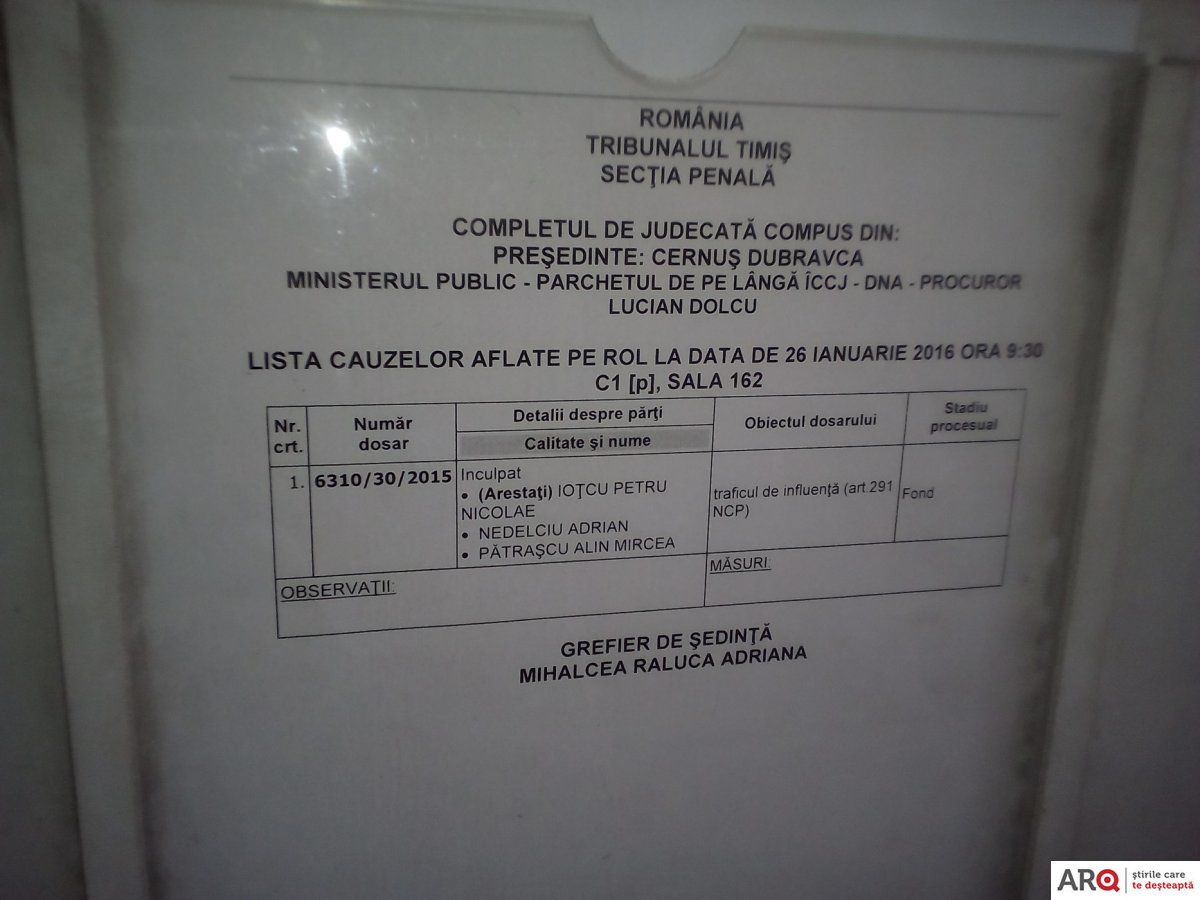 ROMÂNIA
TRIBUNALUL TIMIŞ
SECŢIA PENALĂ
COMPLETUL DE JUDECATĂ COMPUS DIN:
PREŞEDINTE: CERNUŞ DUBRAVCA
MINISTERUL PUBLIC - PARCHETUL DE PE LÂNGĂ ÎCCJ - DNA - PROCUROR
LUCIAN DOLCU
LISTA CAUZELOR AFLATE PE ROL LA DATA DE 26 IANUARIE 2016 ORA 9:30
C1 [p], SALA 162
Nr.
crt.
Număr
dosar
Detalii despre părţi
Calitate şi nume
Obiectul dosarului
Stadiu
procesual
1.
6310/30/2015
Inculpat
• (Arestaţi) IOŢCU PETRU
NICOLAE
• NEDELCIU ADRIAN
• PĂTRAŞCU ALIN MIRCEA
traficul de influenţă (art.291
NCP)
Fond
OBSERVAŢII:
MĂSURI:
GREFIER DE ŞEDINŢĂ
MIHALCEA RALUCA ADRIANA
ARQ
știrile care
te deșteaptă